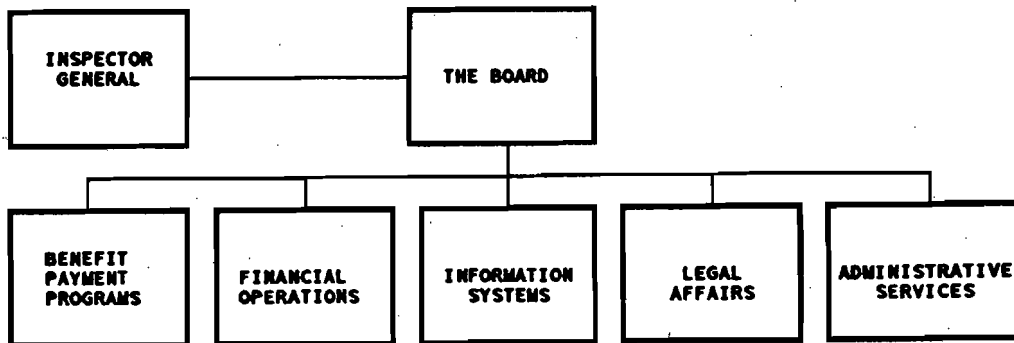 INSPECTOR
GENERAL
THE BOARD
BENEFIT
PAYMENT
PROGRAMS
FINANCIAL
OPERATIONS
INFORMATION
SYSTEMS
LEGAL
AFFAIRS
ADMINISTRATIVE
SERVICES